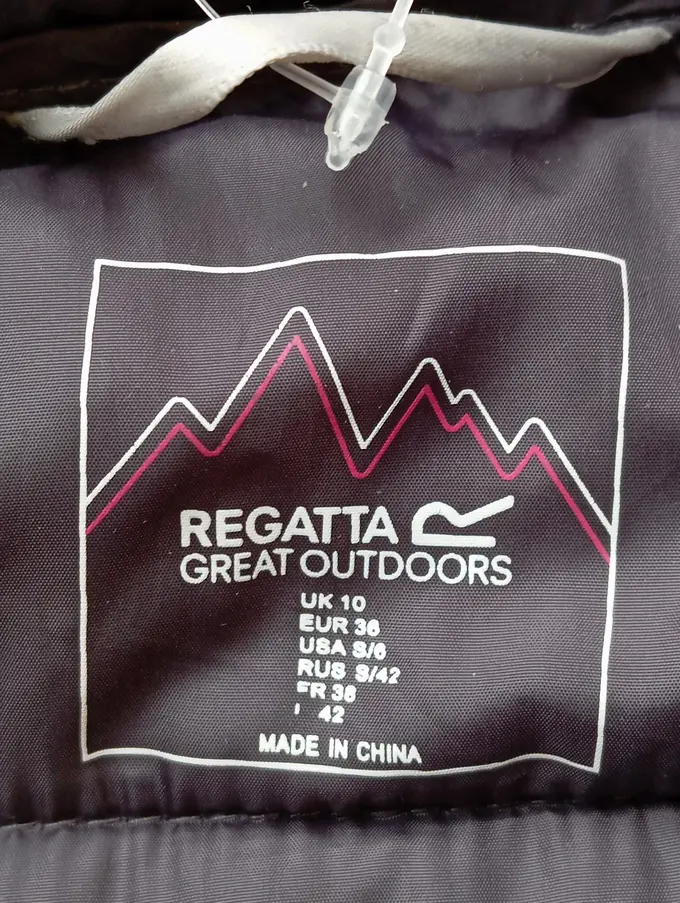 REGATTA R
GREAT OUTDOORS
UK 10
EUR 36
USA S/6
RUS S/42
FR 38
I 42
MADE IN CHINA